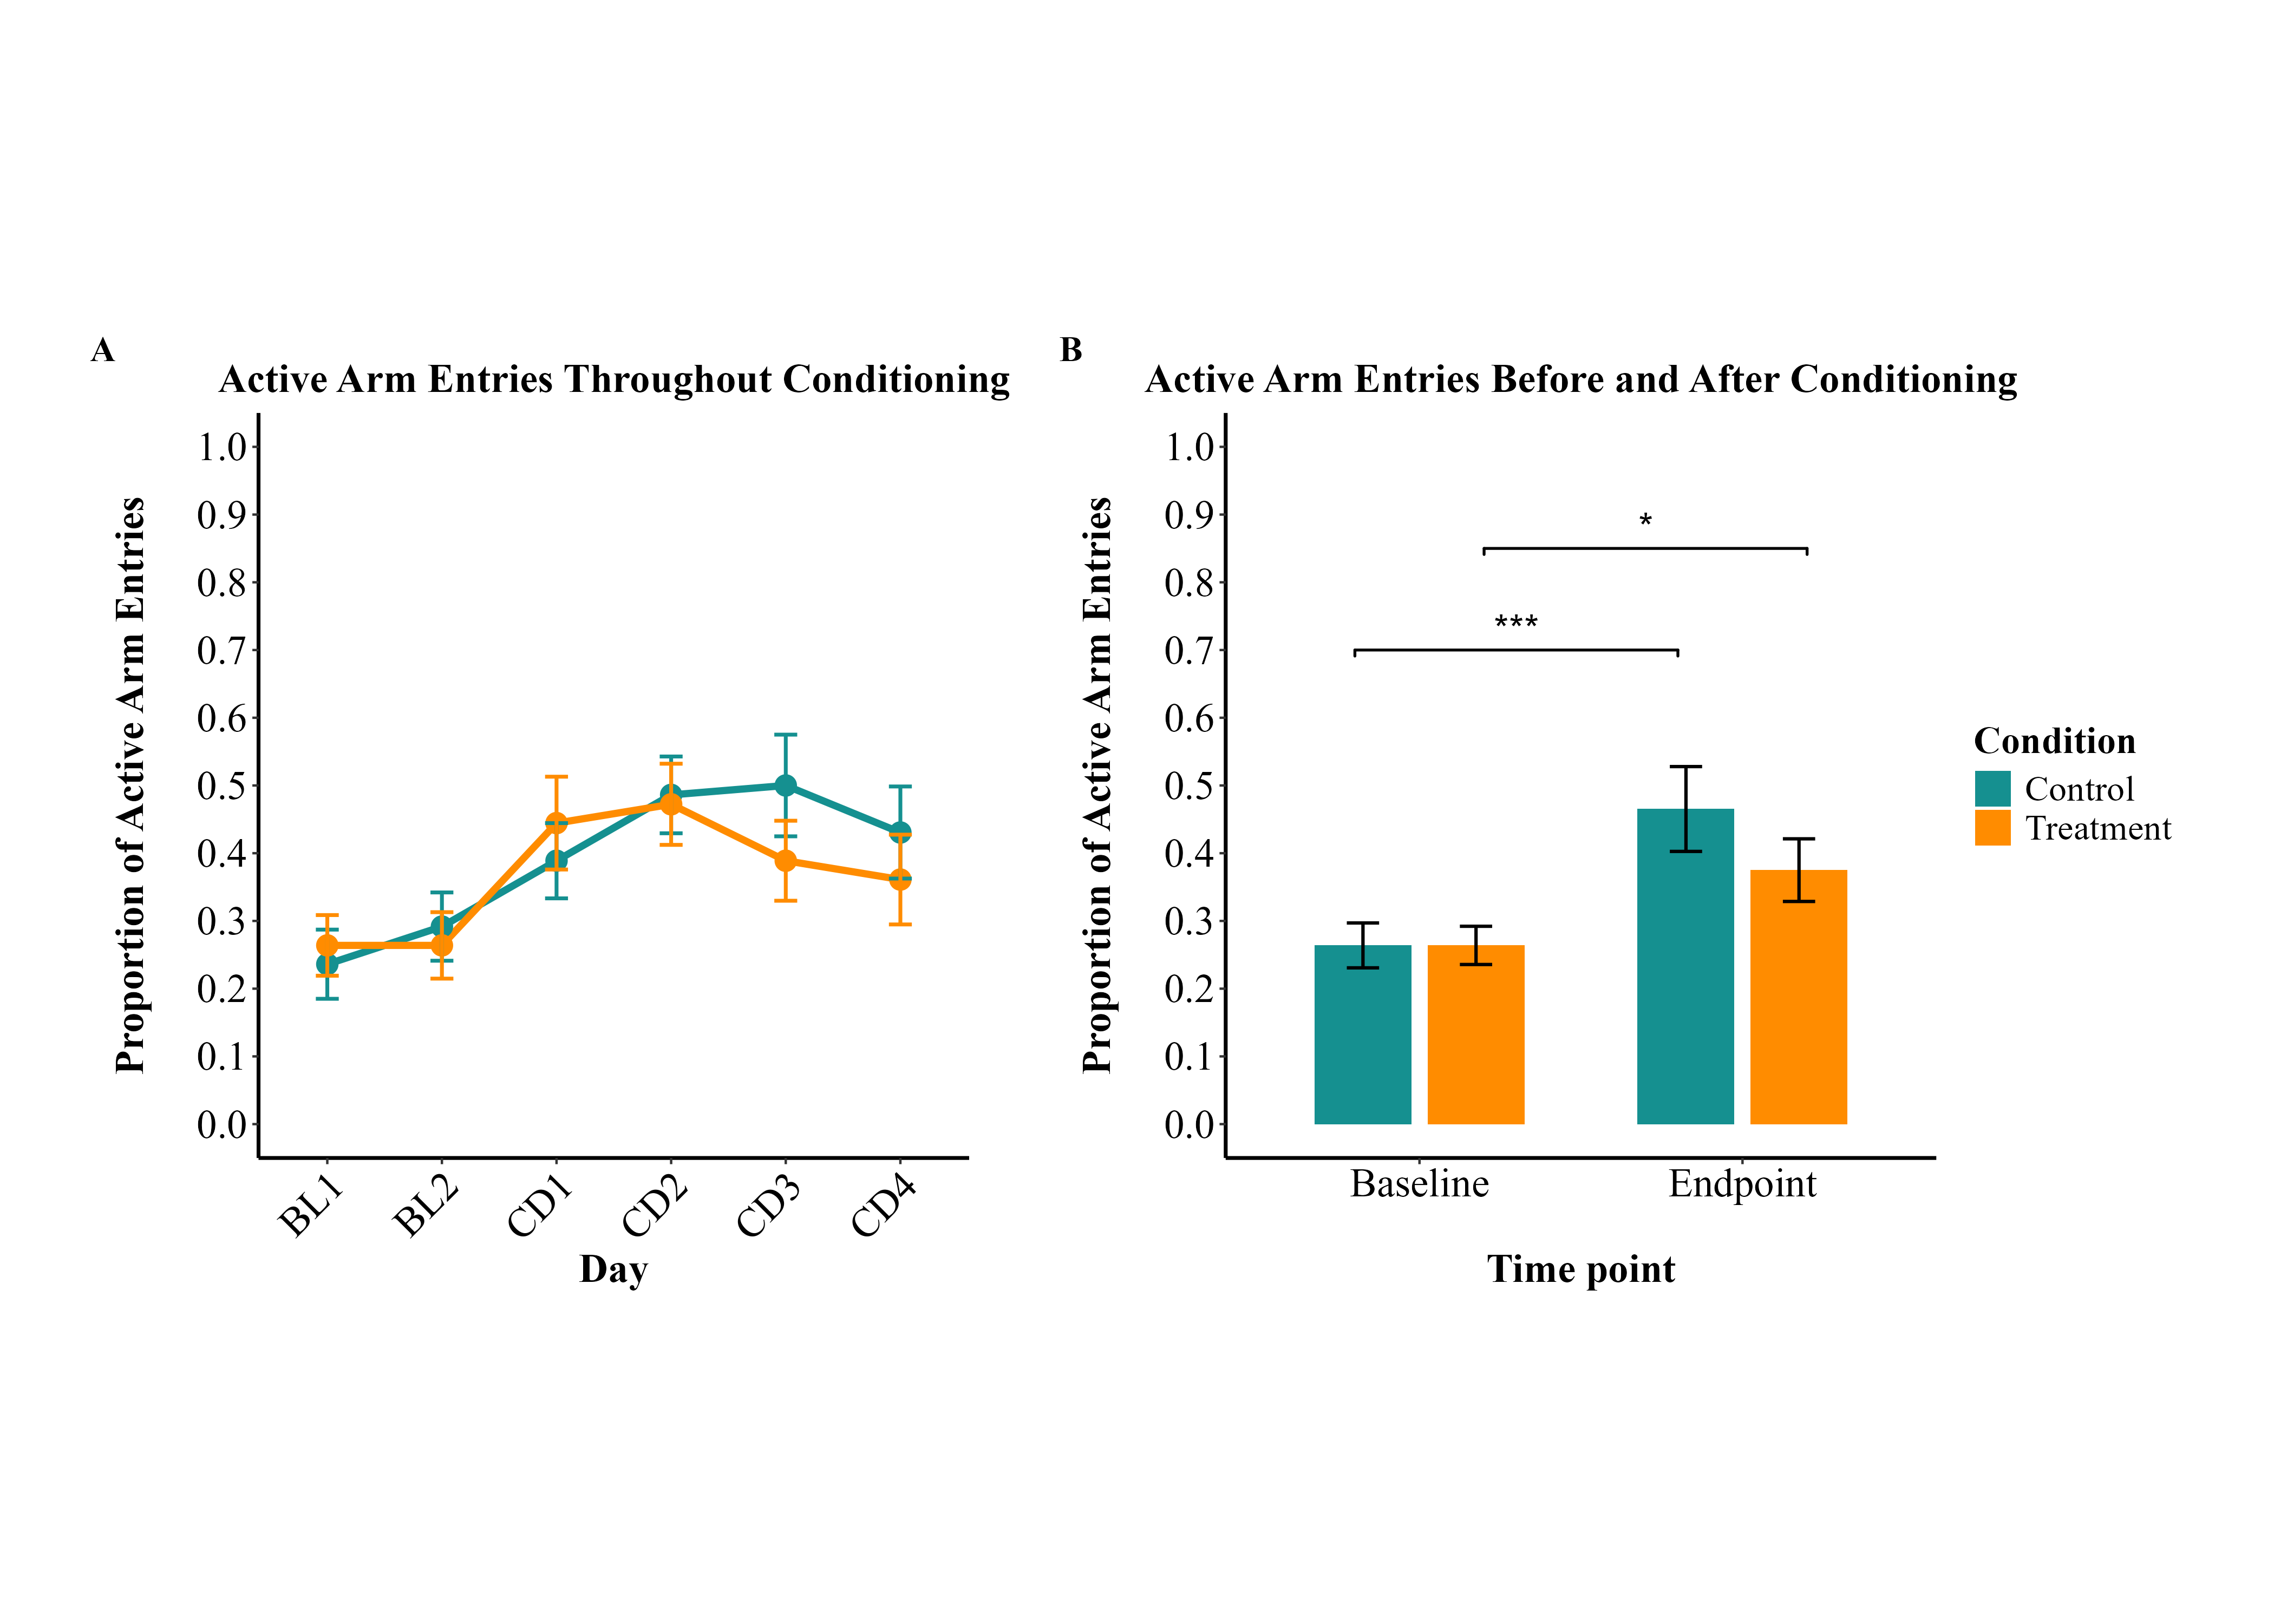 A
Active Arm Entries Throughout Conditioning
Proportion of Active Arm Entries
1.0
0.9
0.8
0.7
0.6
0.5
0.4
0.3
0.2
0.1
0.0
BL1
BL2
CD1
CD2
CD3
CD4
Day
B
Active Arm Entries Before and After Conditioning
Proportion of Active Arm Entries
1.0
0.9
0.8
0.7
0.6
0.5
0.4
0.3
0.2
0.1
0.0
*
***
Baseline
Endpoint
Time point
Condition
Control
Treatment